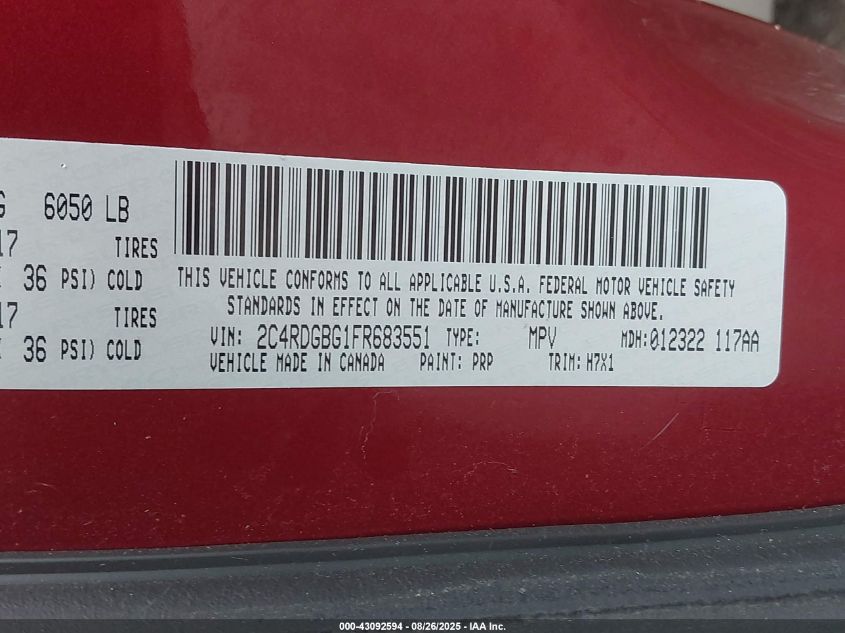 G 6050 LB
17 TIRES
36 PSI) COLD
17 TIRES
36 PSI) COLD
THIS VEHICLE CONFORMS TO ALL APPLICABLE U.S.A. FEDERAL MOTOR VEHICLE SAFETY
STANDARDS IN EFFECT ON THE DATE OF MANUFACTURE SHOWN ABOVE.
VIN: 2C4RDGBG1FR683551 TYPE: MPV MDH:012322 117AA
VEHICLE MADE IN CANADA PAINT: PRP TRIM: H7X1
000-43092594 - 08/26/2025 - IAA Inc.